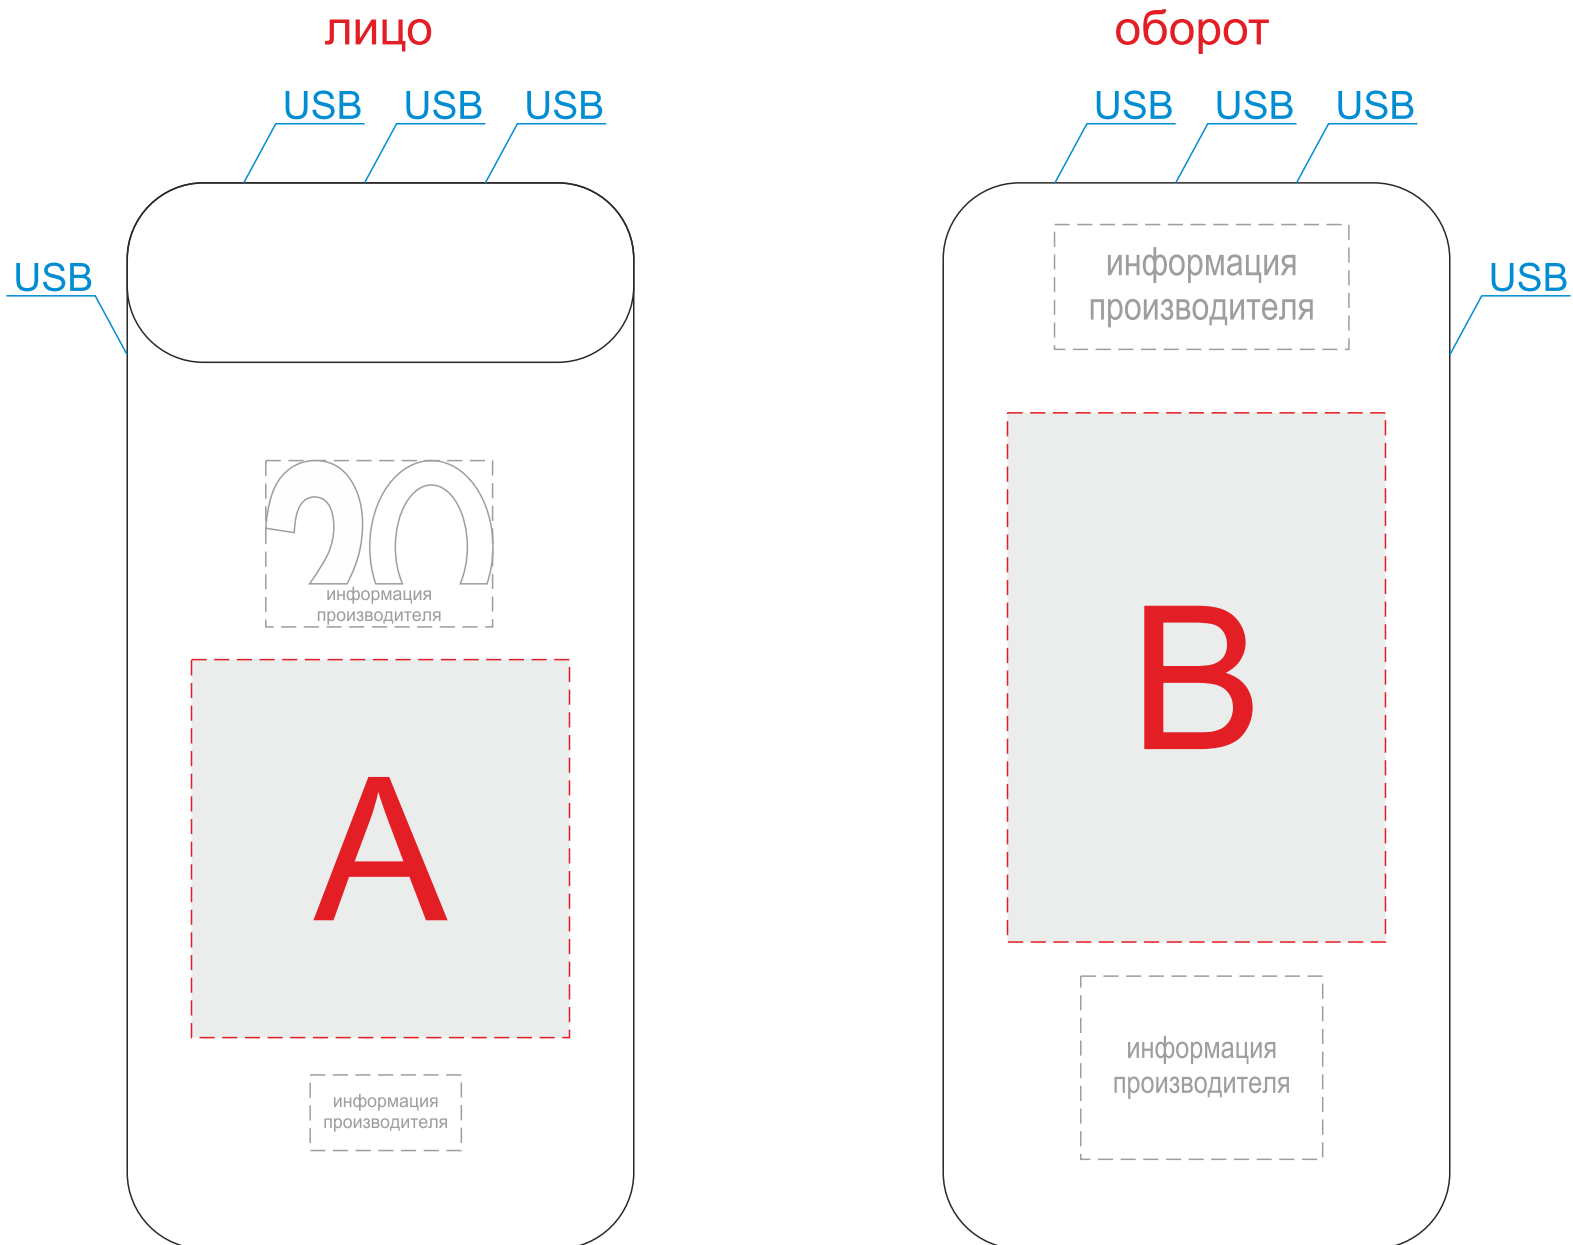 лицо
оборот
USB USB USB
USB USB USB
USB
USB
информация
производителя
20
информация
производителя
A
B
информация
производителя
информация
производителя